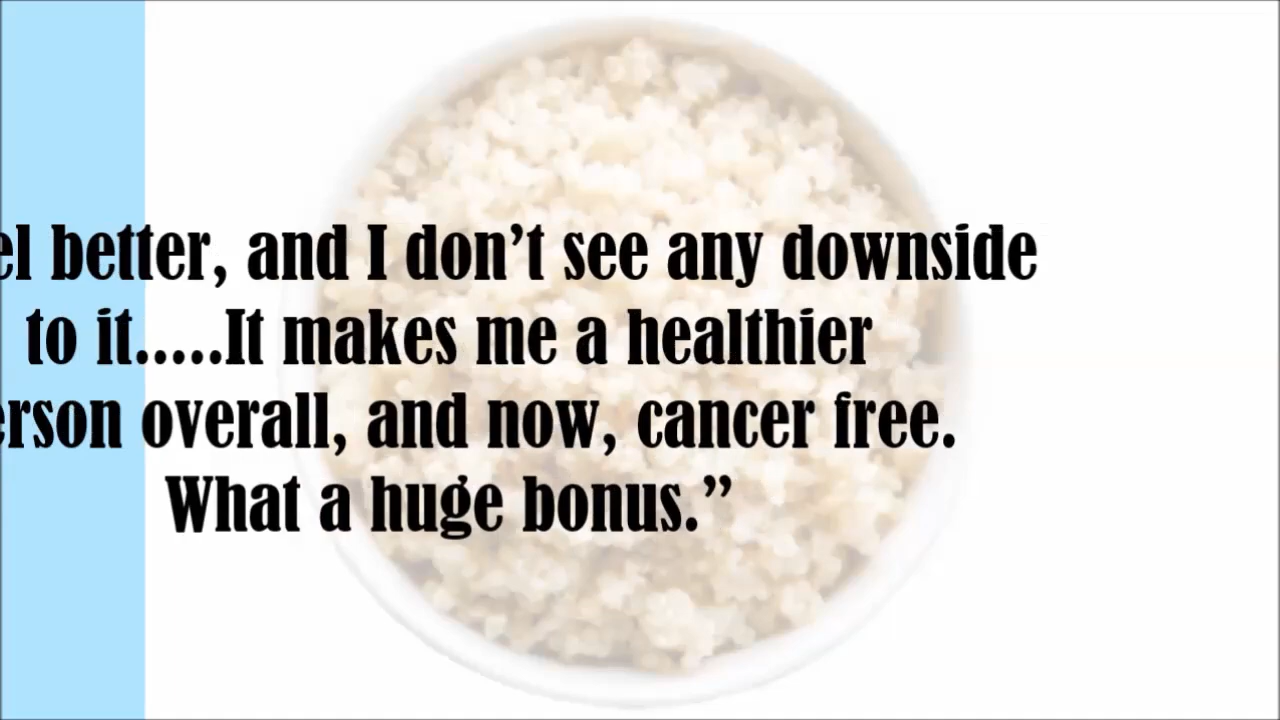 el better, and I don’t see any downside
to it.....It makes me a healthier
erson overall, and now, cancer free.
What a huge bonus.”